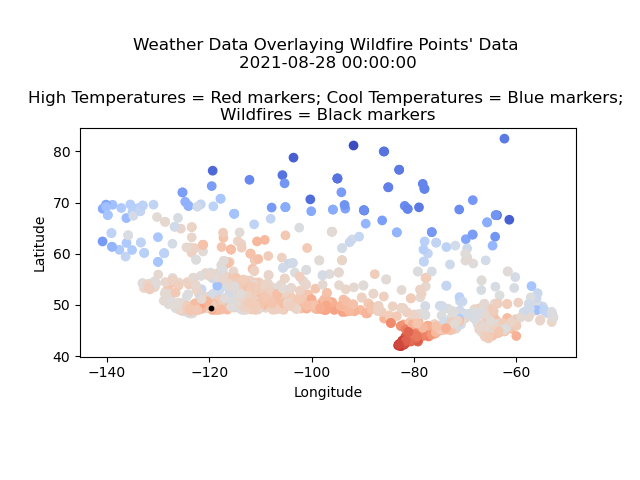 Weather Data Overlaying Wildfire Points' Data
2021-08-28 00:00:00
High Temperatures = Red markers; Cool Temperatures = Blue markers;
Wildfires = Black markers
80
70
60
50
40
Latitude
−140 −120 −100 −80 −60
Longitude